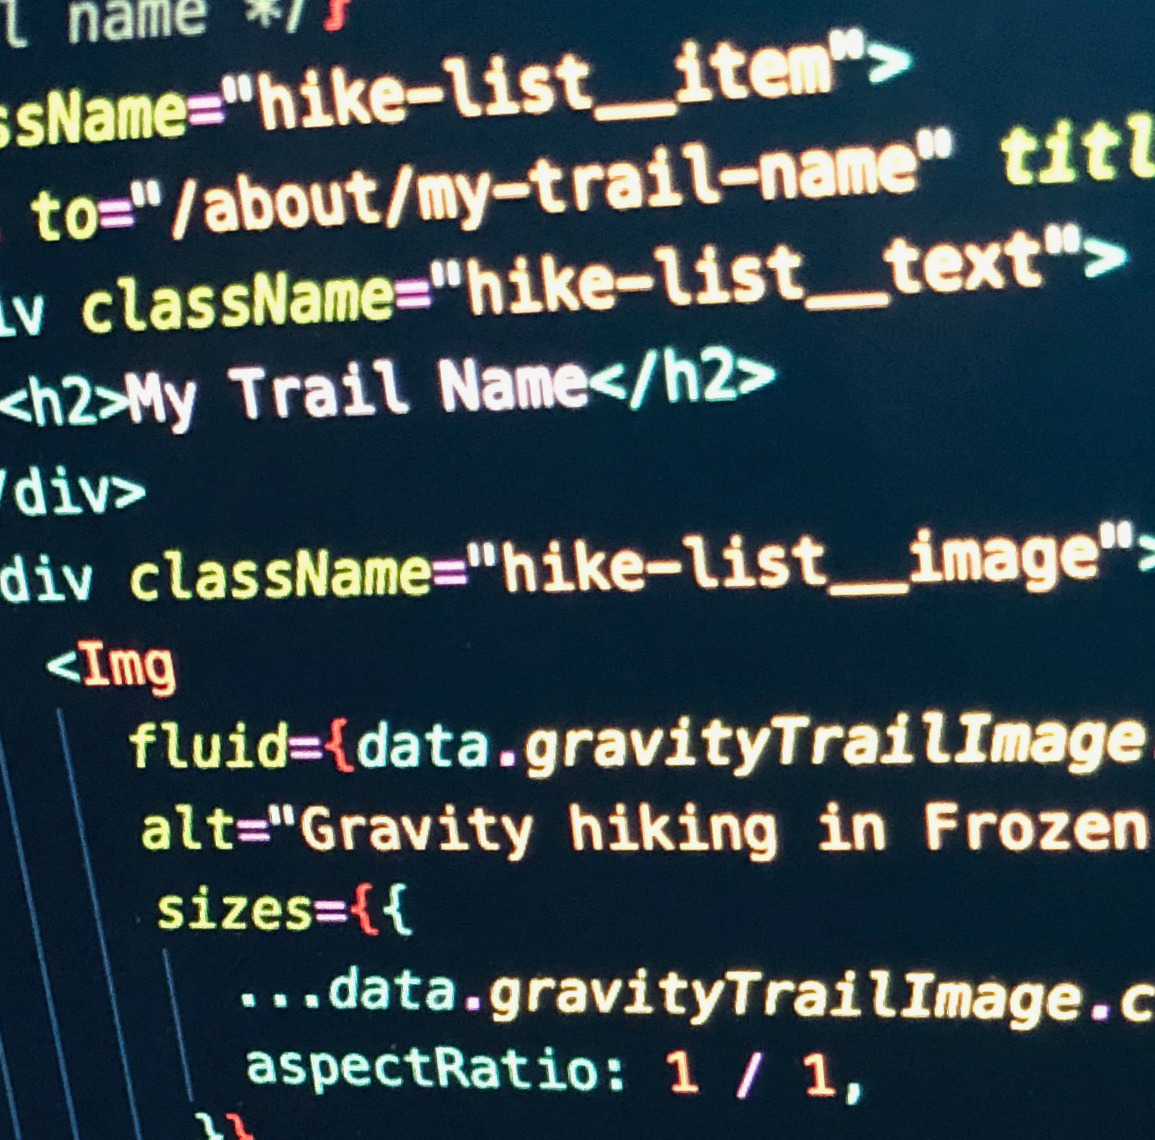 l name */}
ssName="hike-list__item">
to="/about/my-trail-name" titl
iv className="hike-list__text">
<h2>My Trail Name</h2>
/div>
div className="hike-list__image">
<Img
fluid={data.gravityTrailImage.
alt="Gravity hiking in Frozen
sizes={{
...data.gravityTrailImage.c
aspectRatio: 1 / 1,
}}